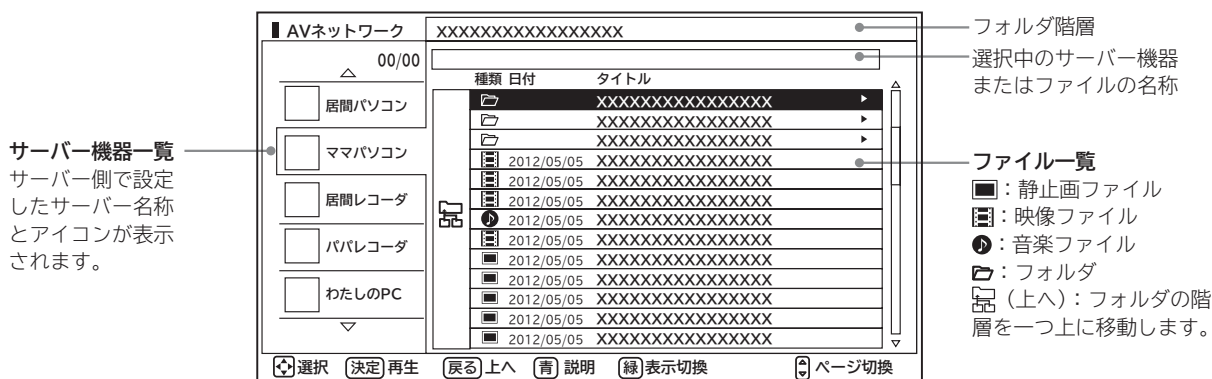 AVネットワーク
XXXXXXXXXXXXXXXXX
フォルダ階層
00/00
選択中のサーバー機器
またはファイルの名称
種類 日付 タイトル
居間パソコン
ママパソコン
居間レコーダ
パパレコーダ
わたしのPC
XXXXXXXXXXXXXXXX
XXXXXXXXXXXXXXXX
XXXXXXXXXXXXXXXX
2012/05/05 XXXXXXXXXXXXXXXX
2012/05/05 XXXXXXXXXXXXXXXX
2012/05/05 XXXXXXXXXXXXXXXX
2012/05/05 XXXXXXXXXXXXXXXX
2012/05/05 XXXXXXXXXXXXXXXX
2012/05/05 XXXXXXXXXXXXXXXX
2012/05/05 XXXXXXXXXXXXXXXX
2012/05/05 XXXXXXXXXXXXXXXX
2012/05/05 XXXXXXXXXXXXXXXX
2012/05/05 XXXXXXXXXXXXXXXX
選択 決定 再生 戻る 上へ 青 説明 緑 表示切換 ページ切換
サーバー機器一覧
サーバー側で設定
したサーバー名称
とアイコンが表示
されます。
ファイル一覧
：静止画ファイル
：映像ファイル
：音楽ファイル
：フォルダ
（上へ）：フォルダの階
層を一つ上に移動します。